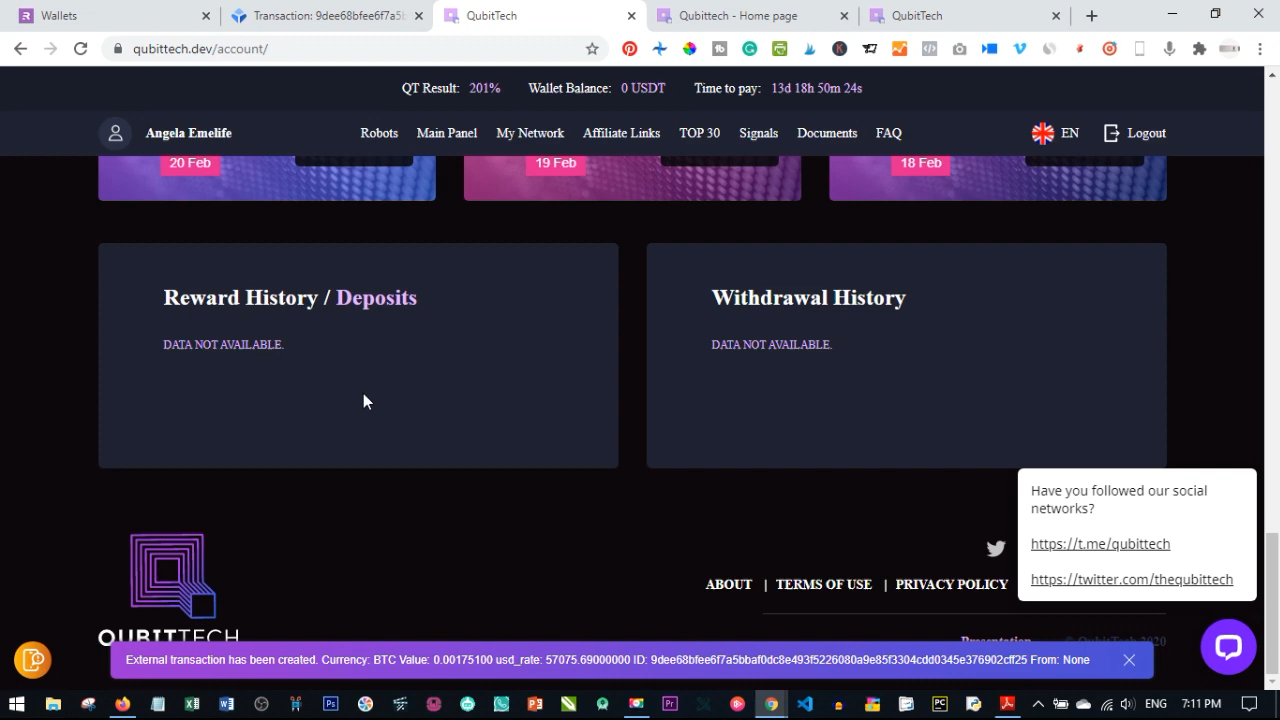 Wallets
Transaction: 9dee68bfee6f7a5b
QubitTech
Qubittech - Home page
QubitTech
qubittech.dev/account/
QT Result: 201% Wallet Balance: 0 USDT Time to pay: 13d 18h 50m 24s
Angela Emelife Robots Main Panel My Network Affiliate Links TOP 30 Signals Documents FAQ EN Logout
20 Feb 19 Feb 18 Feb
Reward History / Deposits
DATA NOT AVAILABLE.
Withdrawal History
DATA NOT AVAILABLE.
Have you followed our social
networks?
https://t.me/qubittech
https://twitter.com/thequbittech
ABOUT | TERMS OF USE | PRIVACY POLICY
QUBITTECH
Presentation © QubitTech 2020
External transaction has been created. Currency: BTC Value: 0.00175100 usd_rate: 57075.69000000 ID: 9dee68bfee6f7a5bbaf0dc8e493f5226080a9e85f3304cdd0345e376902cff25 From: None
ENG 7:11 PM